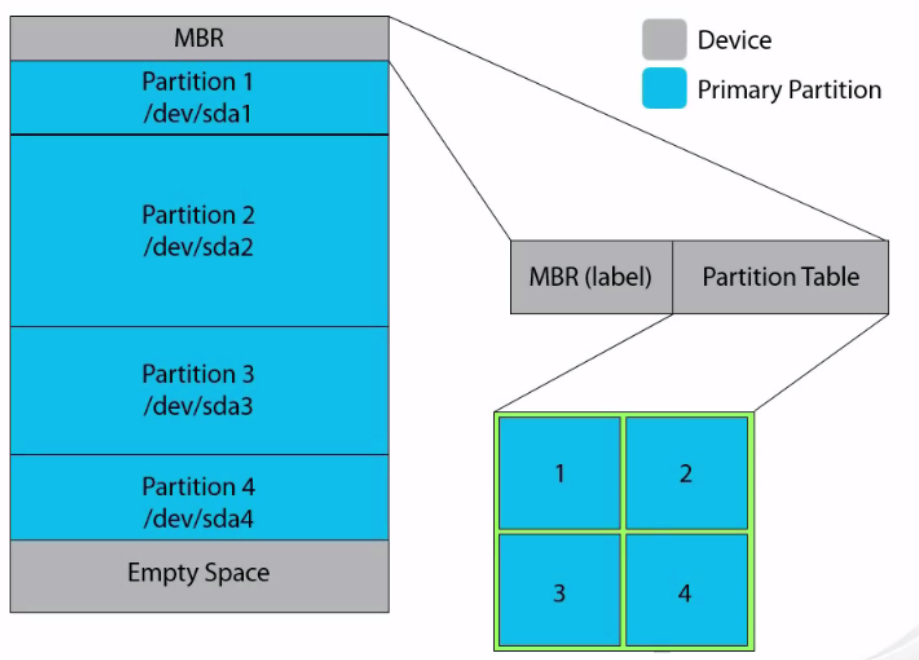 MBR
Partition 1
/dev/sda1
Partition 2
/dev/sda2
Partition 3
/dev/sda3
Partition 4
/dev/sda4
Empty Space
Device
Primary Partition
MBR (label)
Partition Table
1
2
3
4